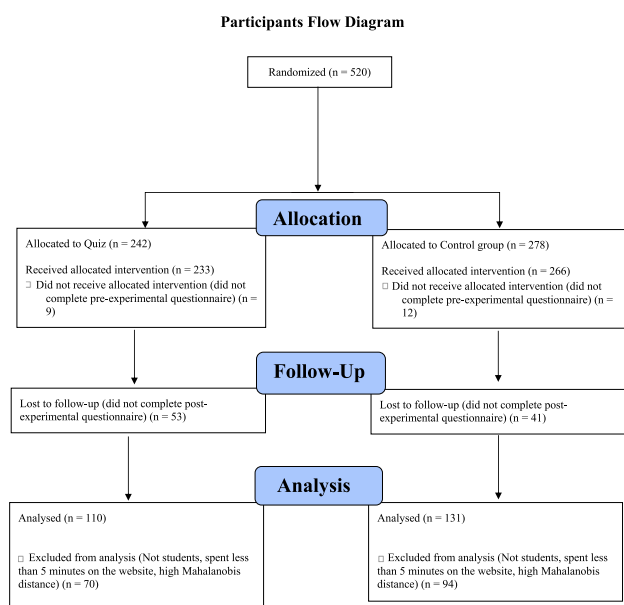 Participants Flow Diagram
Randomized (n = 520)
Allocation
Allocated to Quiz (n = 242)
Received allocated intervention (n = 233)
□ Did not receive allocated intervention (did not
complete pre-experimental questionnaire) (n =
9)
Allocated to Control group (n = 278)
Received allocated intervention (n = 266)
□ Did not receive allocated intervention (did not
complete pre-experimental questionnaire) (n =
12)
Follow-Up
Lost to follow-up (did not complete post-
experimental questionnaire) (n = 53)
Lost to follow-up (did not complete post-
experimental questionnaire) (n = 41)
Analysis
Analysed (n = 110)
□ Excluded from analysis (Not students, spent less
than 5 minutes on the website, high Mahalanobis
distance) (n = 70)
Analysed (n = 131)
□ Excluded from analysis (Not students, spent less
than 5 minutes on the website, high Mahalanobis
distance) (n = 94)